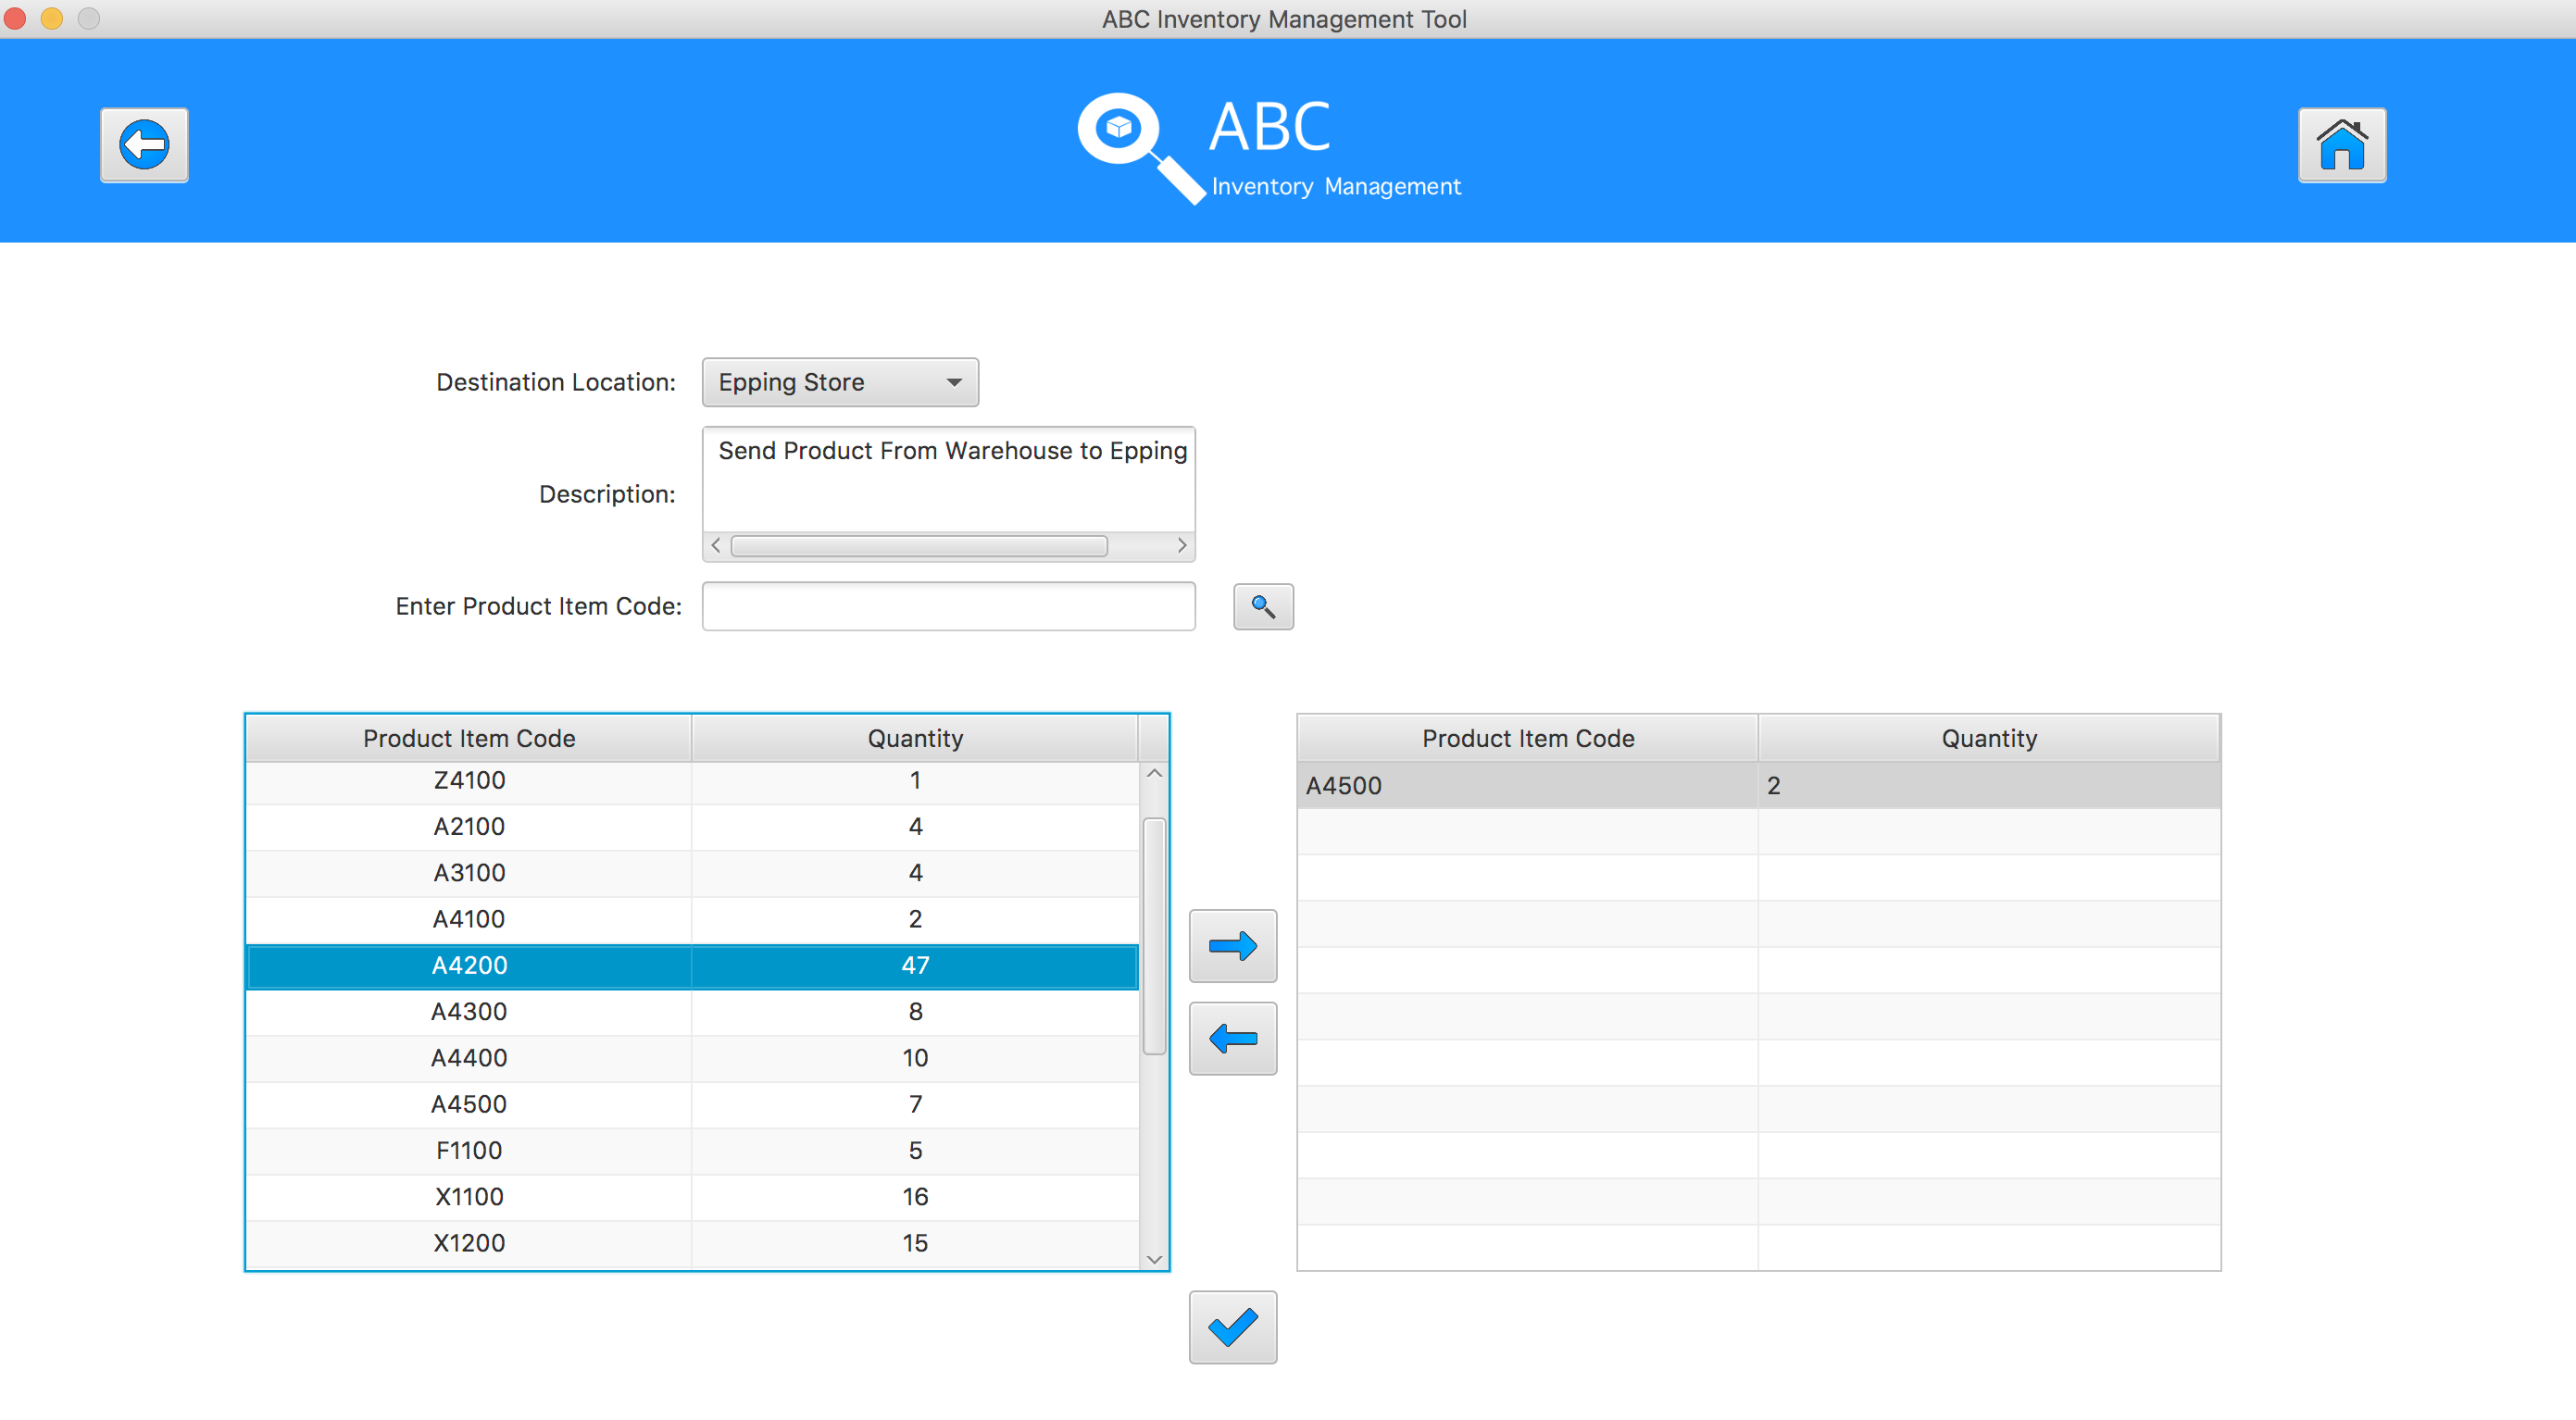 ABC Inventory Management Tool
ABC
Inventory Management
Destination Location: Epping Store
Send Product From Warehouse to Epping
Description:
Enter Product Item Code:
Product Item Code Quantity
Z4100 1
A2100 4
A3100 4
A4100 2
A4200 47
A4300 8
A4400 10
A4500 7
F1100 5
X1100 16
X1200 15
Product Item Code Quantity
A4500 2